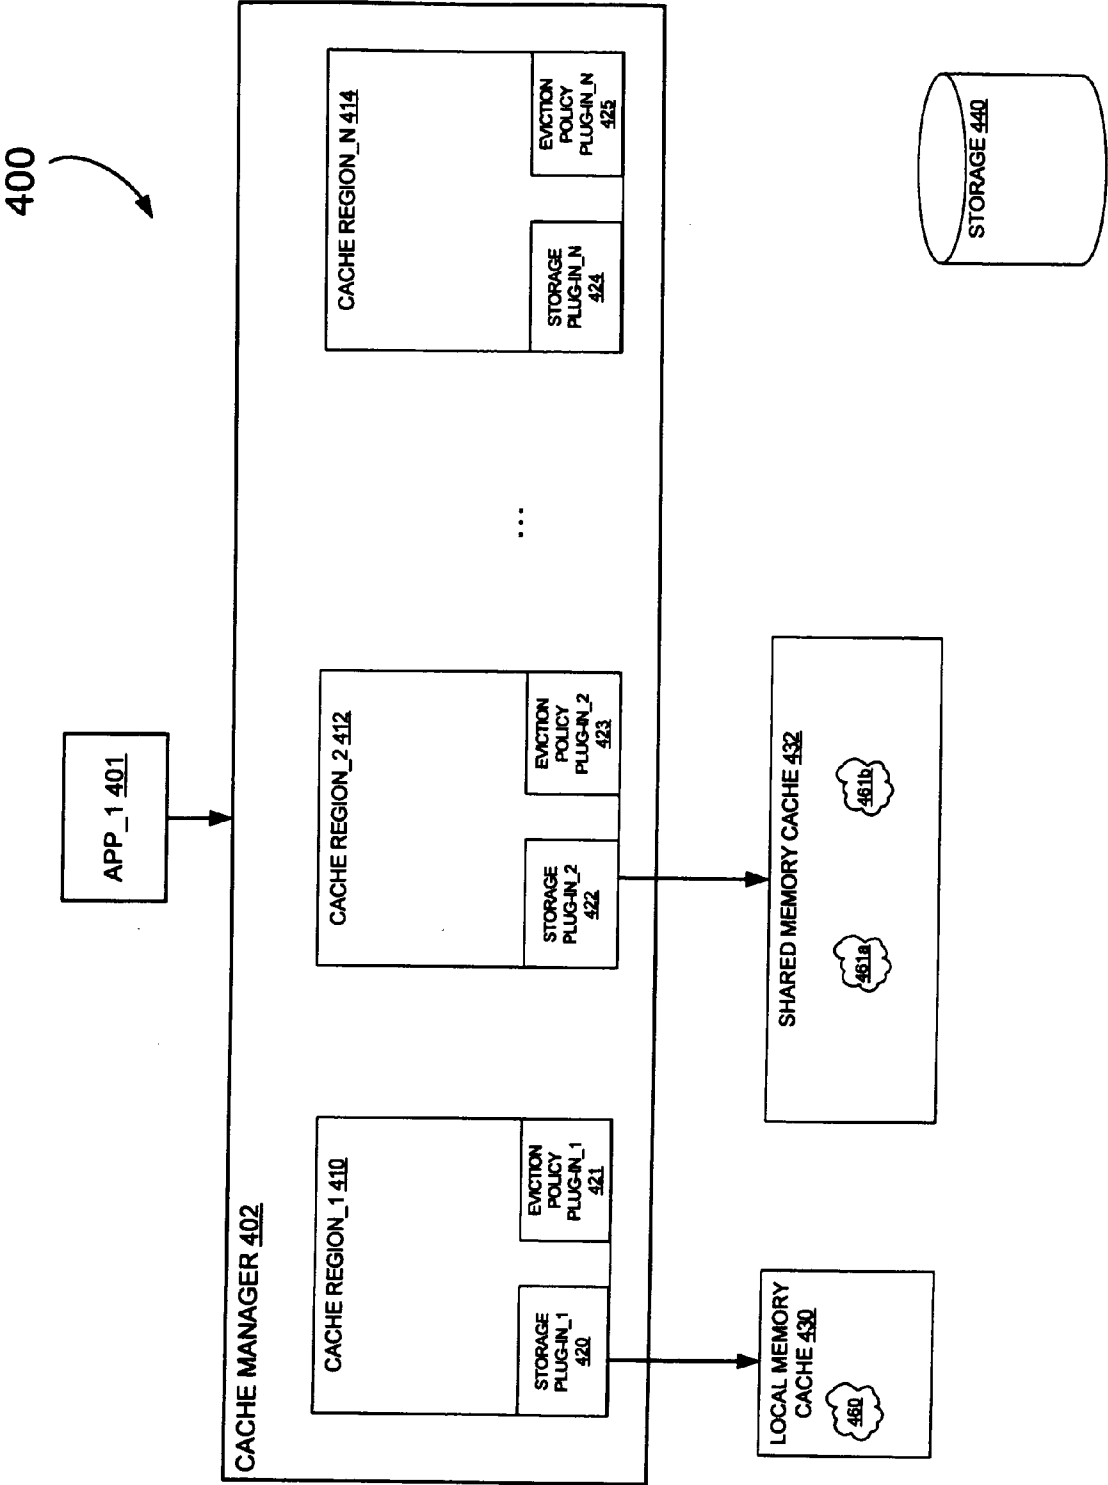 400
APP_1 401
CACHE MANAGER 402
CACHE REGION_1 410
STORAGE
PLUG-IN_1
420
EVICTION
POLICY
PLUG-IN_1
421
CACHE REGION_2 412
STORAGE
PLUG-IN_2
422
EVICTION
POLICY
PLUG-IN_2
423
...
CACHE REGION_N 414
STORAGE
PLUG-IN_N
424
EVICTION
POLICY
PLUG-IN_N
425
LOCAL MEMORY
CACHE 430
460
SHARED MEMORY CACHE 432
461a
461b
STORAGE 440